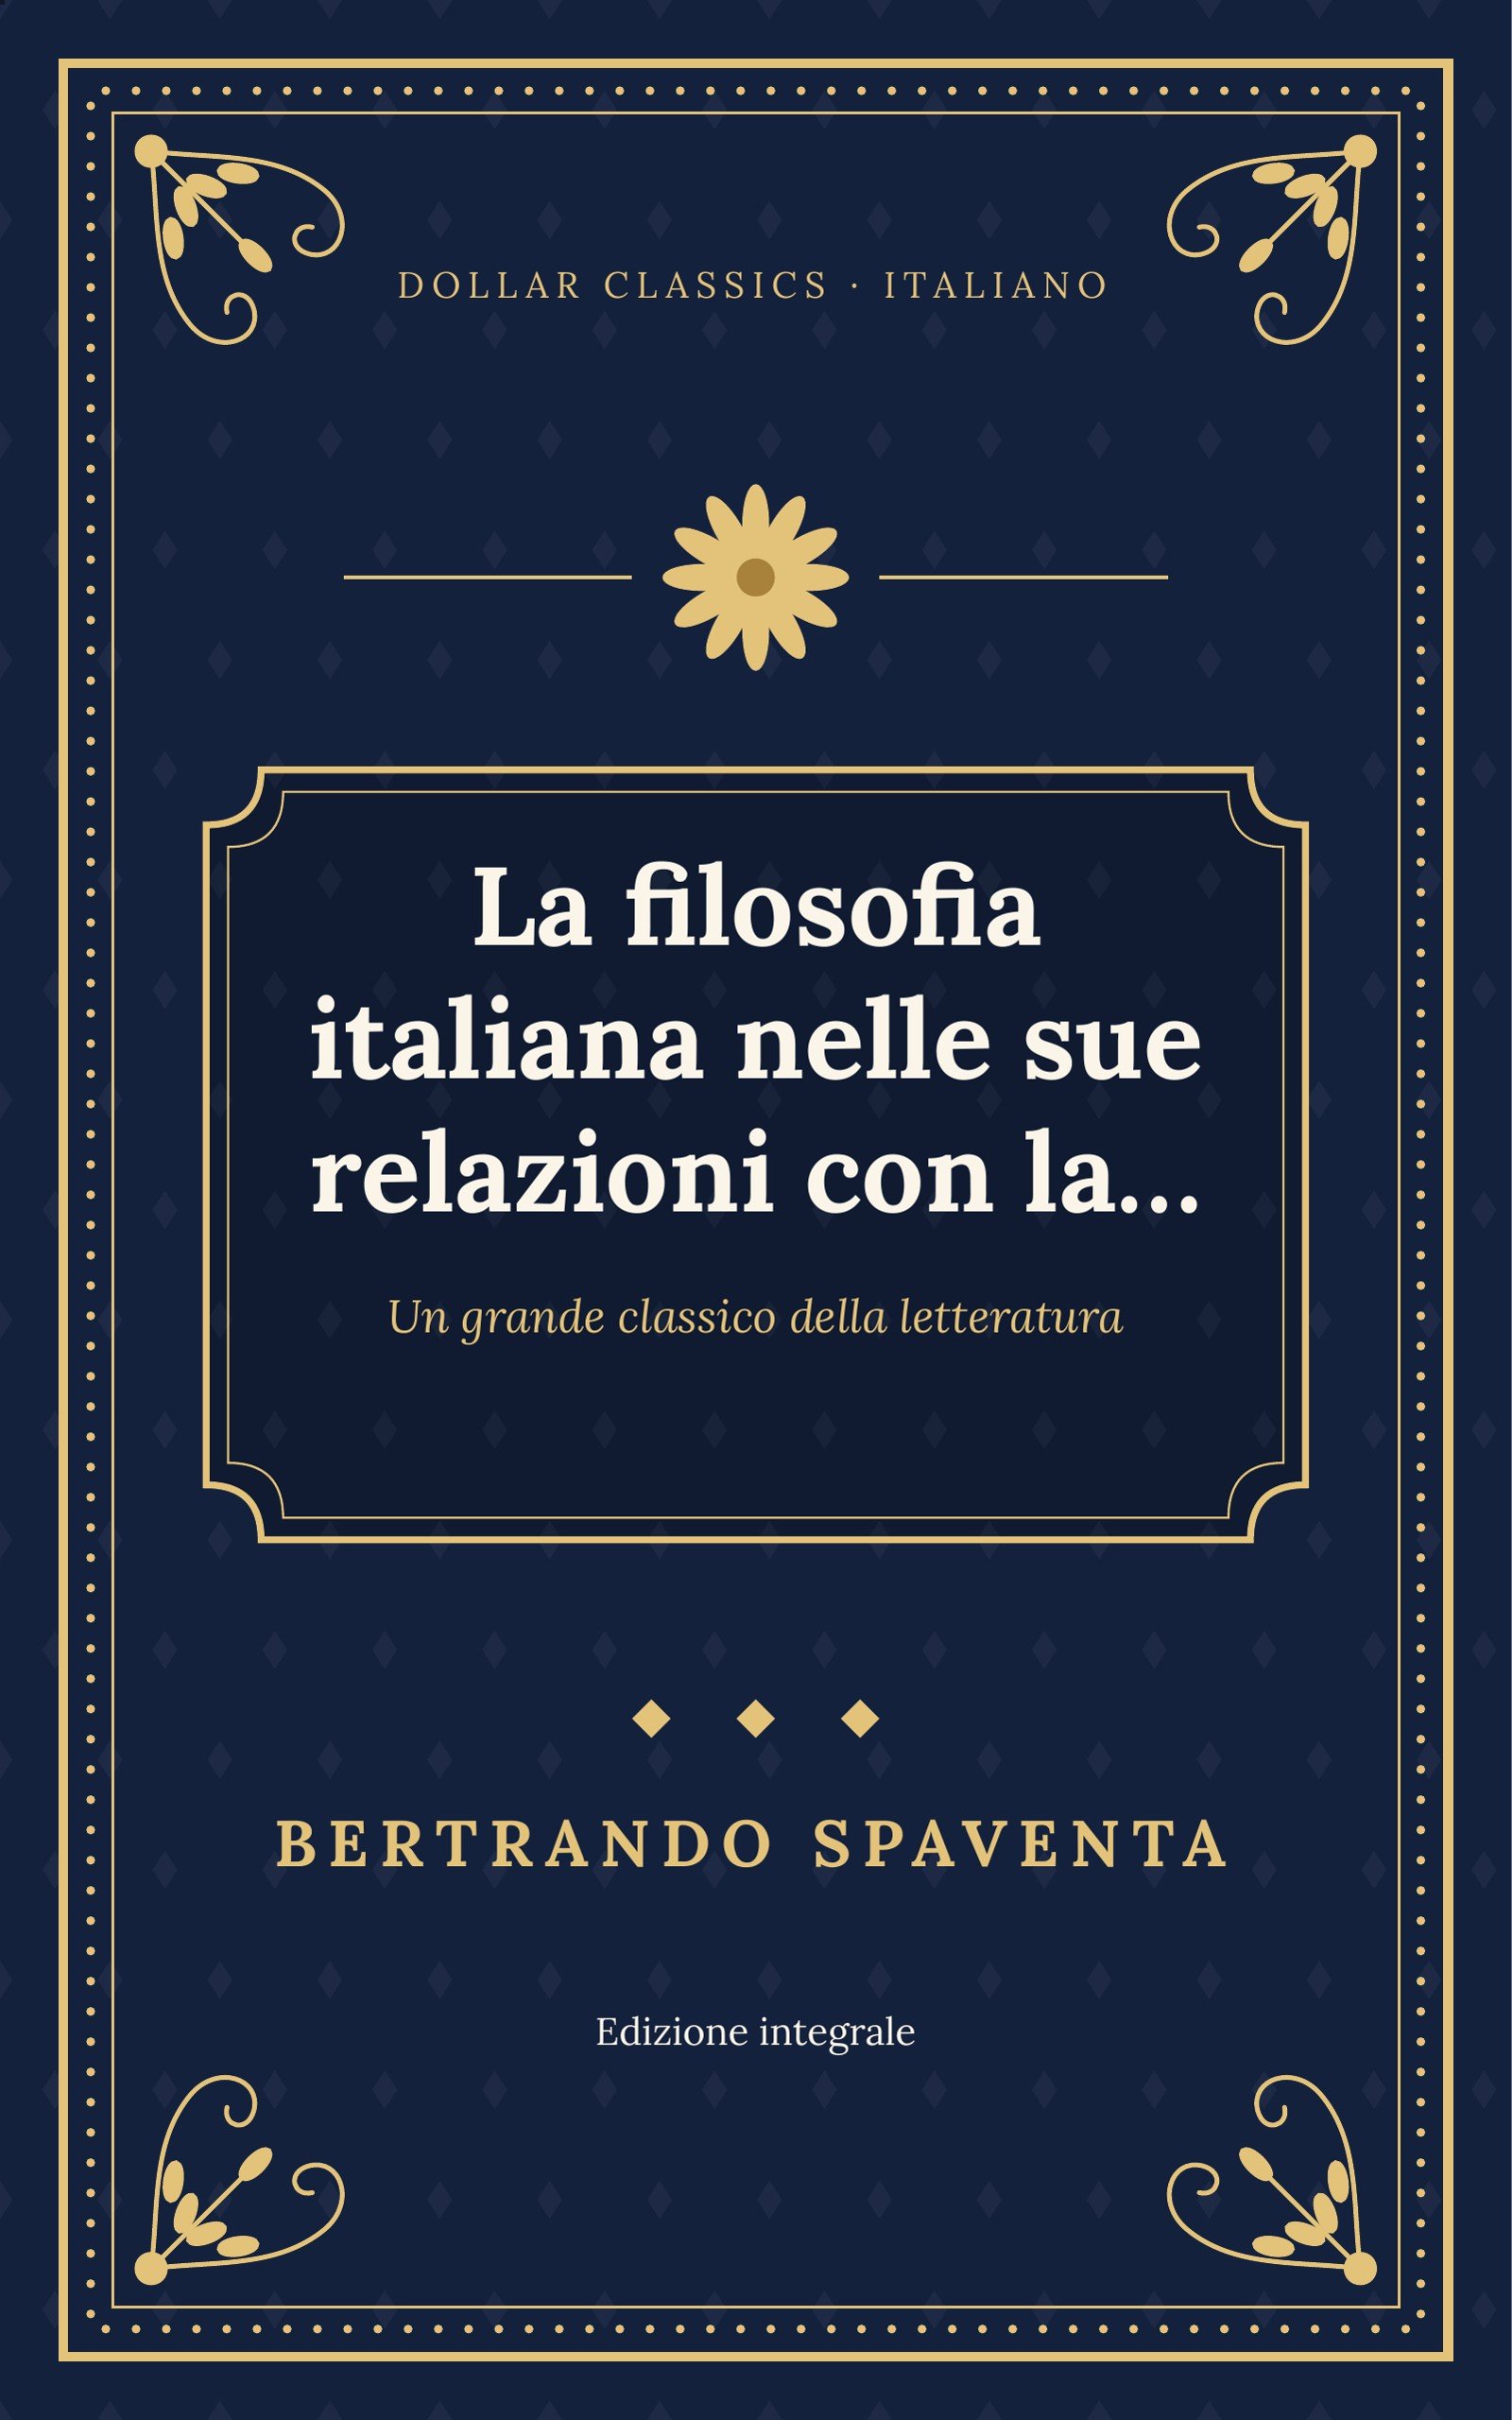 DOLLAR CLASSICS · ITALIANO
La filosofia
italiana nelle sue
relazioni con la...
Un grande classico della letteratura
BERTRANDO SPAVENTA
Edizione integrale